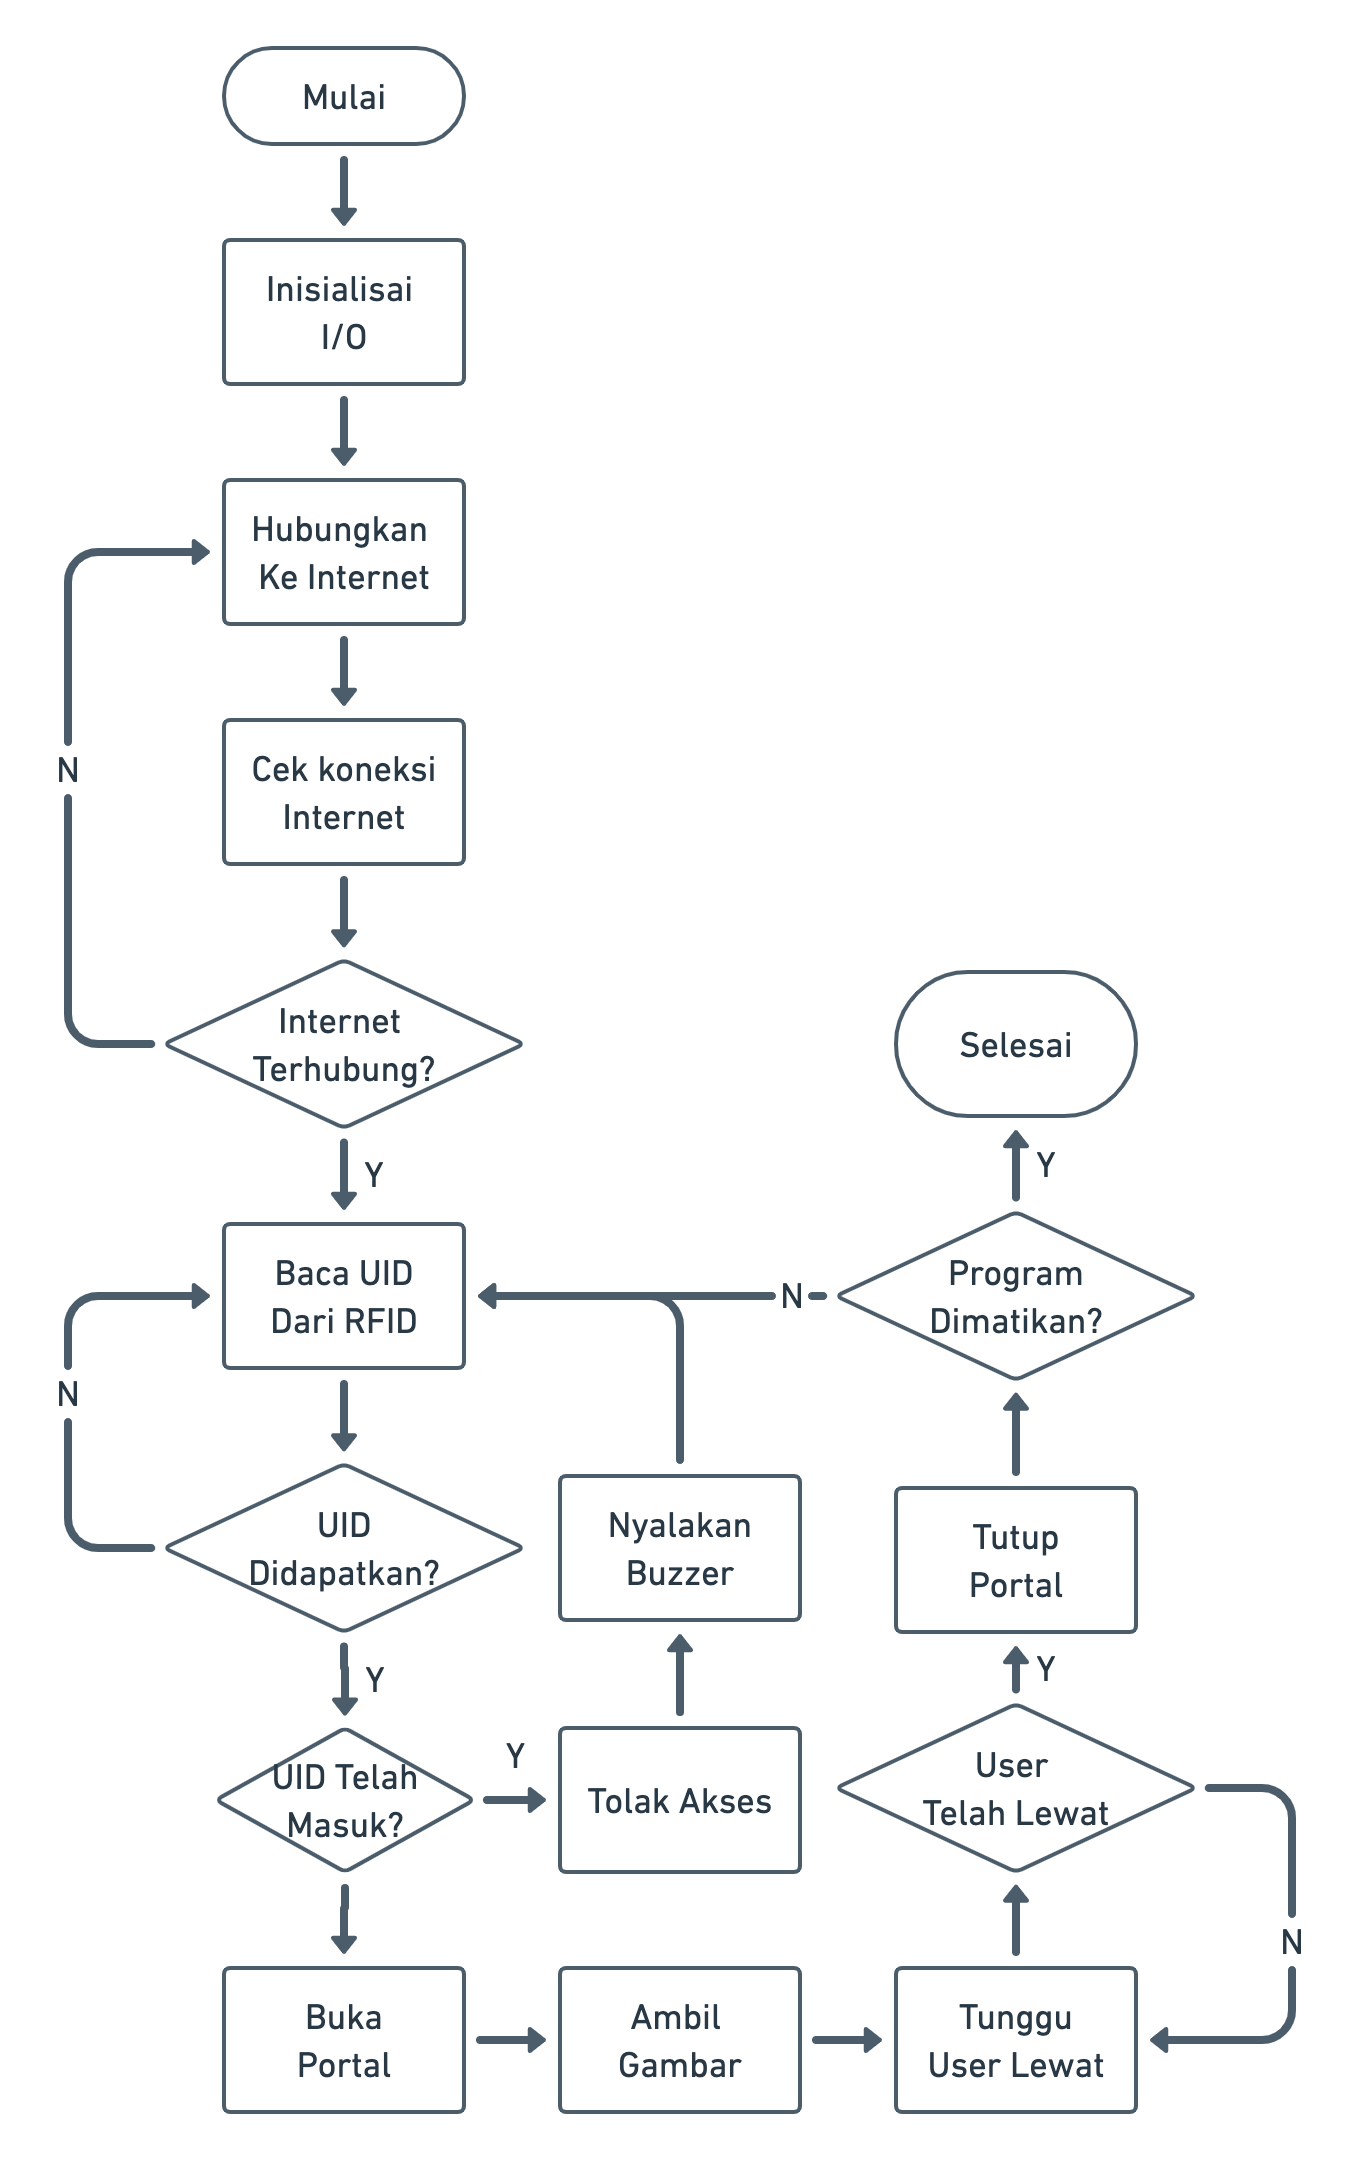 Mulai
Inisialisai
I/O
Hubungkan
Ke Internet
N
Cek koneksi
Internet
Internet
Terhubung?
Selesai
Y
Y
Baca UID
Dari RFID
N
Program
Dimatikan?
N
UID
Didapatkan?
Nyalakan
Buzzer
Tutup
Portal
Y
Y
UID Telah
Masuk?
Y
Tolak Akses
User
Telah Lewat
N
Buka
Portal
Ambil
Gambar
Tunggu
User Lewat